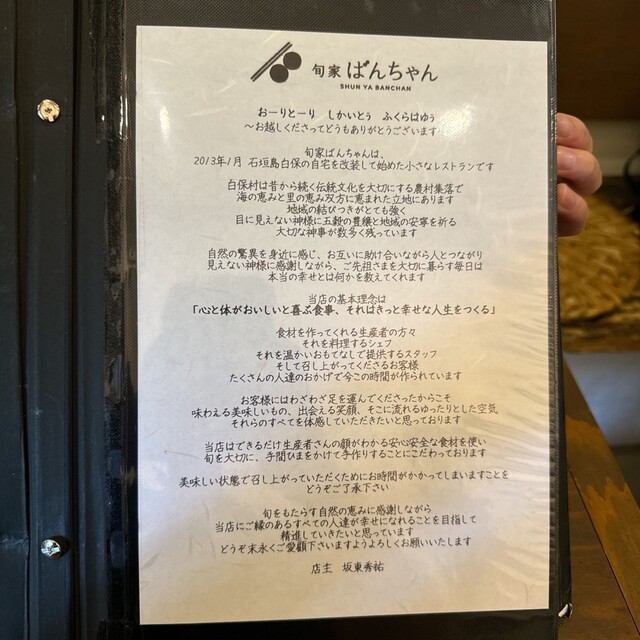 旬家 ばんちゃん
SHUN YA BANCHAN
おーりとーり しかいとぅ ふくらはゆぅ
～お越しくださってどうもありがとうございます
旬家ばんちゃんは、
2013年1月 石垣島白保の自宅を改装して始めた小さなレストランです
白保村は昔から続く伝統文化を大切にする農村集落で
海の恵みと里の恵み双方に恵まれた立地にあります
地域の結びつきがとても強く
目に見えない神様に五穀の豊穣と地域の安寧を祈る
大切な神事が数多く残っています
自然の驚異を身近に感じ、お互いに助け合いながら人とつながり
見えない神様に感謝しながら、ご先祖さまを大切に暮らす毎日は
本当の幸せとは何かを教えてくれます
当店の基本理念は
「心と体がおいしいと喜ぶ食事、それはきっと幸せな人生をつくる」
食材を作ってくれる生産者の方々
それを料理するシェフ
それを温かいおもてなしで提供するスタッフ
そして召し上がってくださるお客様
たくさんの人達のおかげで今この時間が作られています
お客様にはわざわざ足を運んでくださったからこそ
味わえる美味しいもの、出会える笑顔、そこに流れるゆったりとした空気
それらのすべてを体感していただきたいと思っております
当店はできるだけ生産者さんの顔がわかる安心安全な食材を使い
旬を大切に、手間ひまをかけて手作りすることにこだわっております
美味しい状態で召し上がっていただくためにお時間がかかってしまいますことを
どうぞご了承下さい
旬をもたらす自然の恵みに感謝しながら
当店にご縁のあるすべての人達が幸せになれることを目指して
精進していきたいと思っています
どうぞ末永くご愛顧下さいますようよろしくお願いいたします
店主 坂東秀祐